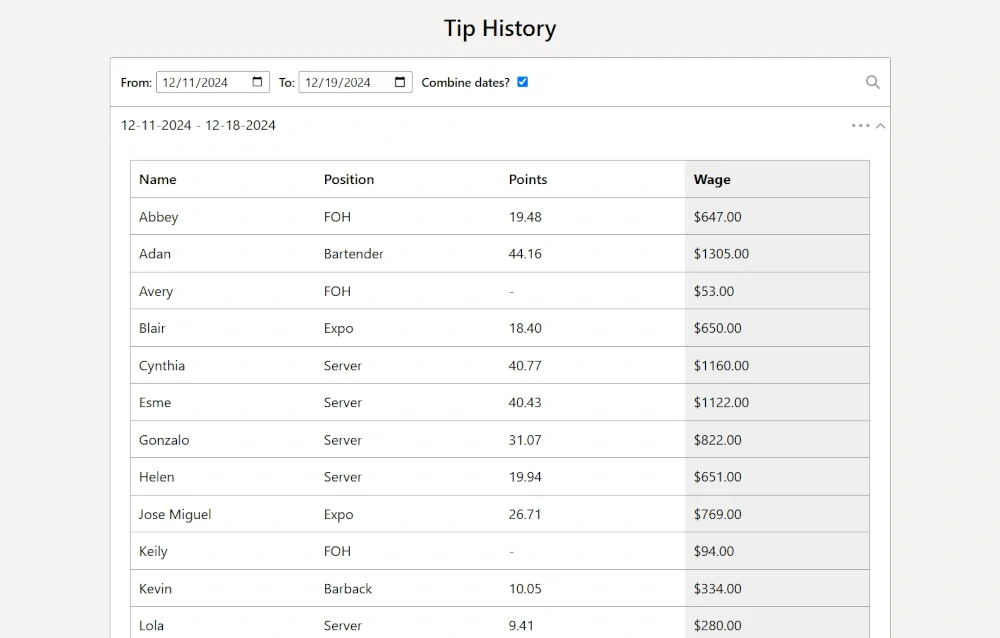 Tip History
From: 12/11/2024 To: 12/19/2024 Combine dates?
12-11-2024 - 12-18-2024
Name Position Points Wage
Abbey FOH 19.48 $647.00
Adan Bartender 44.16 $1305.00
Avery FOH - $53.00
Blair Expo 18.40 $650.00
Cynthia Server 40.77 $1160.00
Esme Server 40.43 $1122.00
Gonzalo Server 31.07 $822.00
Helen Server 19.94 $651.00
Jose Miguel Expo 26.71 $769.00
Keily FOH - $94.00
Kevin Barback 10.05 $334.00
Lola Server 9.41 $280.00